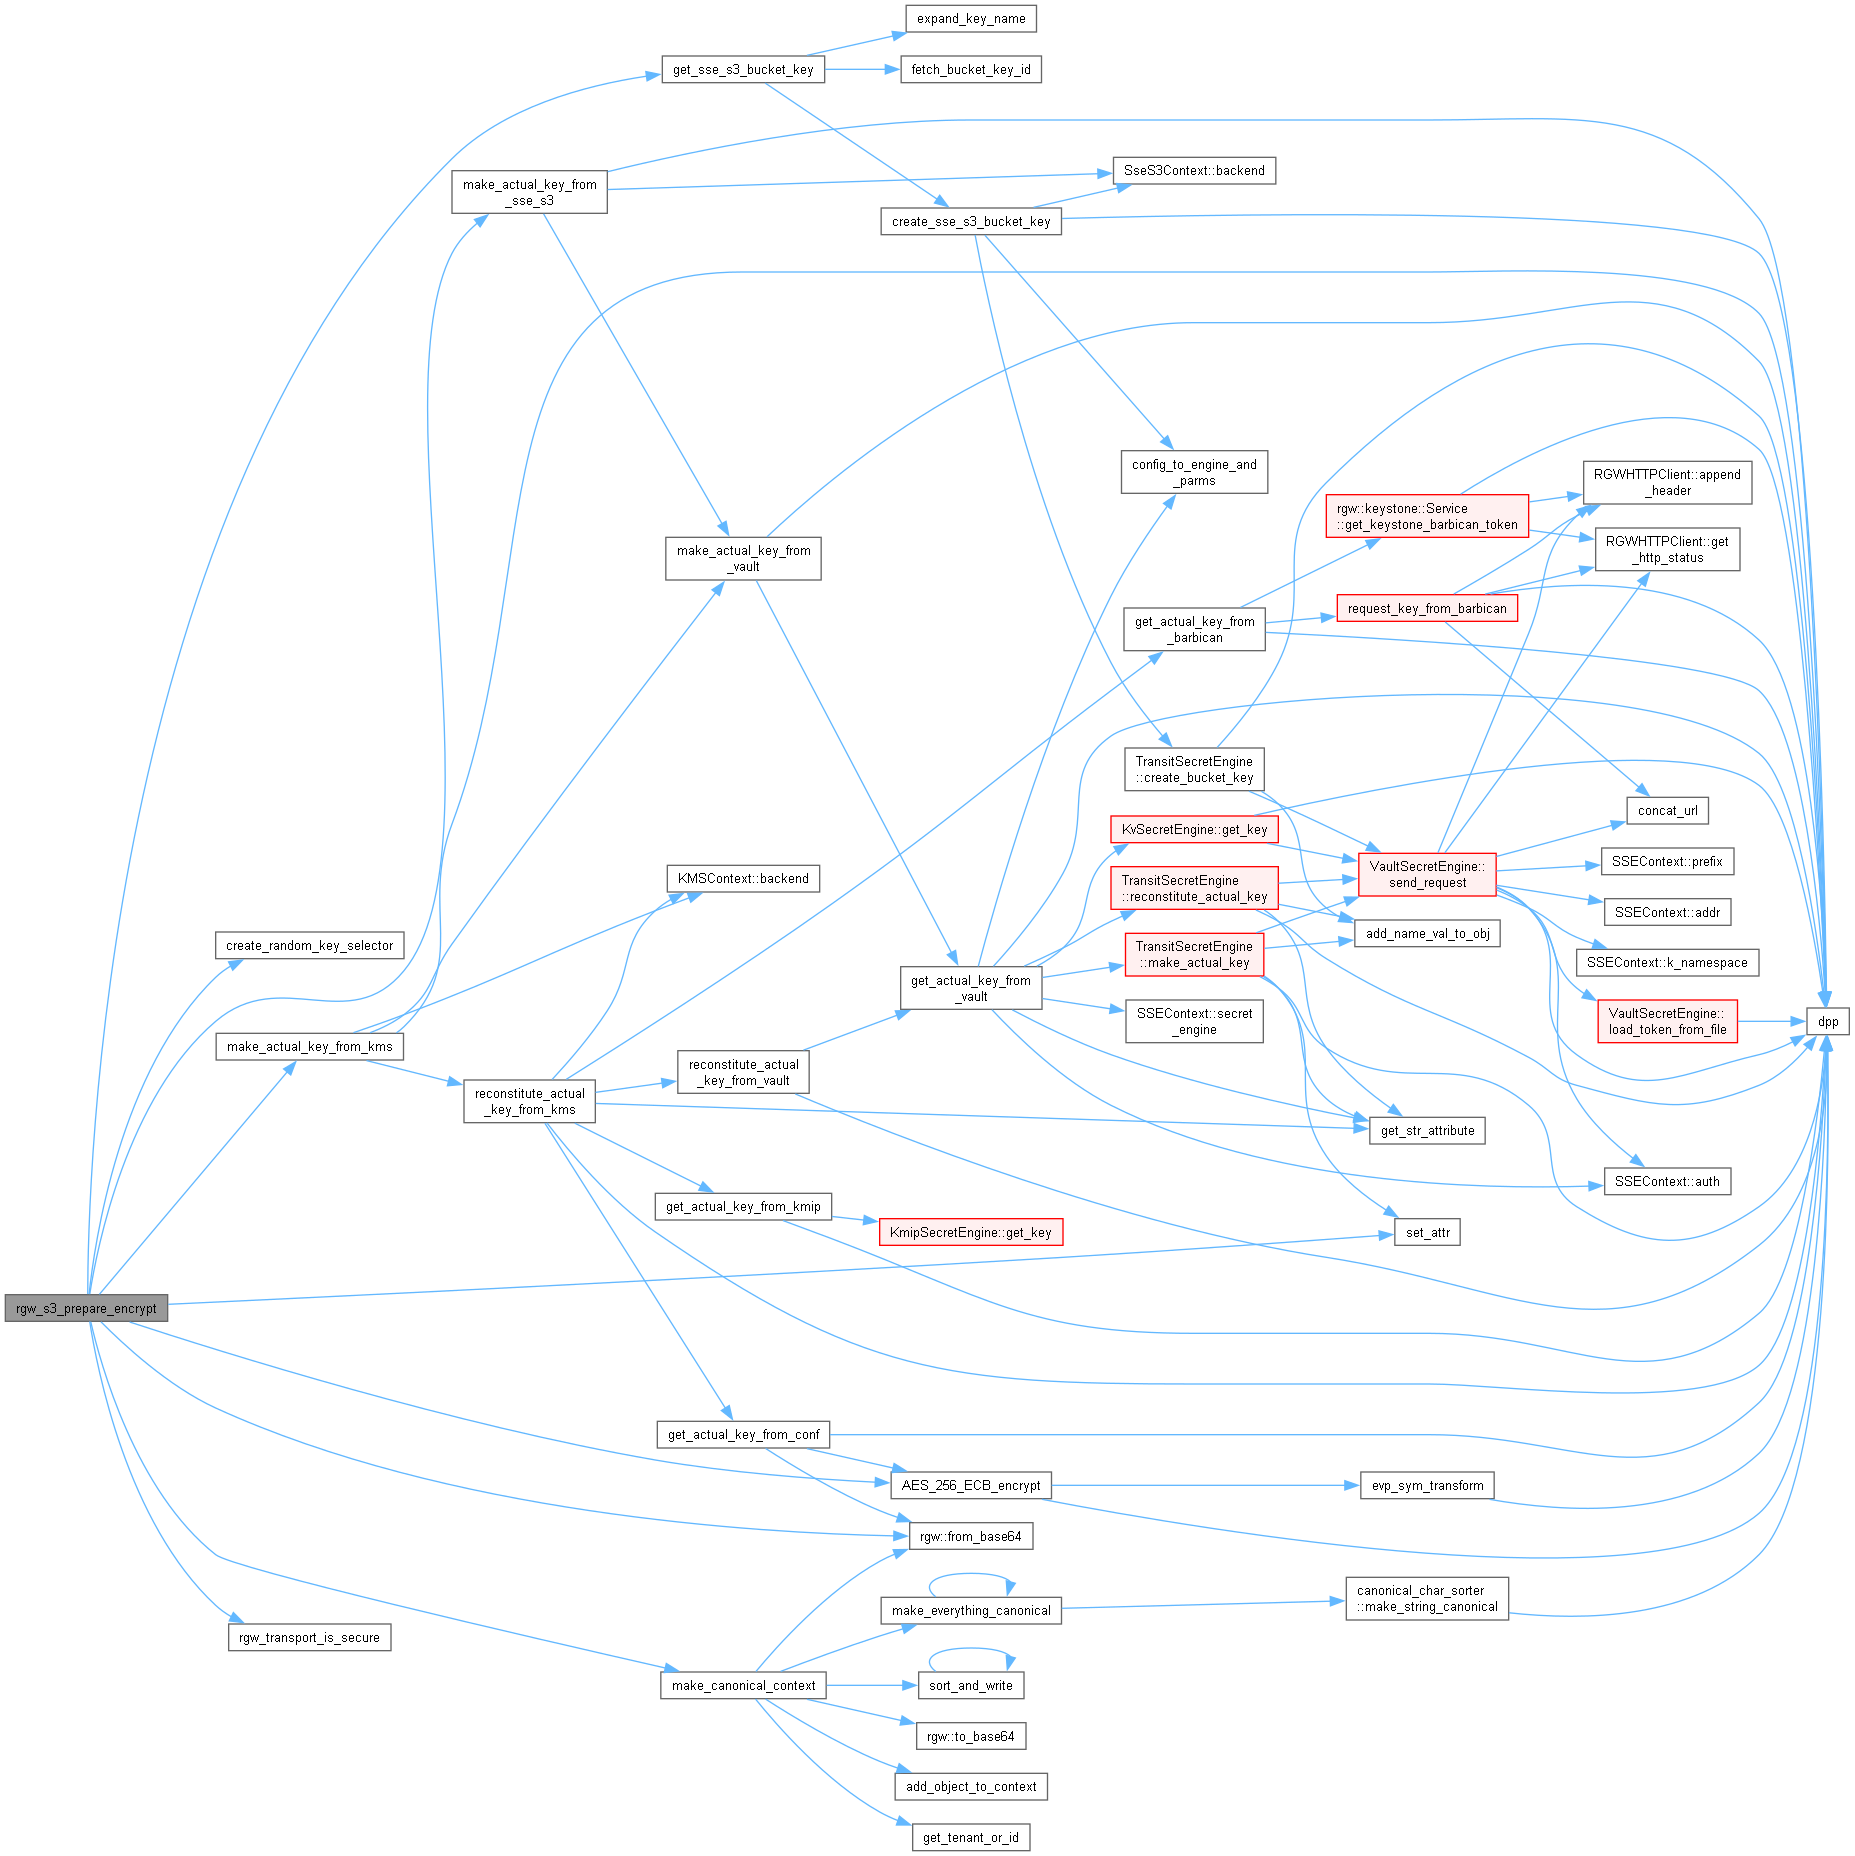 expand_key_name
get_sse_s3_bucket_key
fetch_bucket_key_id
make_actual_key_from
_sse_s3
SseS3Context::backend
create_sse_s3_bucket_key
config_to_engine_and
_parms
RGWHTTPClient::append
_header
rgw::keystone::Service
::get_keystone_barbican_token
RGWHTTPClient::get
_http_status
make_actual_key_from
_vault
request_key_from_barbican
get_actual_key_from
_barbican
TransitSecretEngine
::create_bucket_key
concat_url
KvSecretEngine::get_key
SSEContext::prefix
VaultSecretEngine::
send_request
KMSContext::backend
TransitSecretEngine
::reconstitute_actual_key
SSEContext::addr
add_name_val_to_obj
create_random_key_selector
TransitSecretEngine
::make_actual_key
SSEContext::k_namespace
get_actual_key_from
_vault
SSEContext::secret
_engine
VaultSecretEngine::
load_token_from_file
dpp
make_actual_key_from_kms
reconstitute_actual
_key_from_vault
reconstitute_actual
_key_from_kms
get_str_attribute
SSEContext::auth
get_actual_key_from_kmip
KmipSecretEngine::get_key
set_attr
rgw_s3_prepare_encrypt
get_actual_key_from_conf
AES_256_ECB_encrypt
evp_sym_transform
rgw::from_base64
make_everything_canonical
canonical_char_sorter
::make_string_canonical
rgw_transport_is_secure
make_canonical_context
sort_and_write
rgw::to_base64
add_object_to_context
get_tenant_or_id